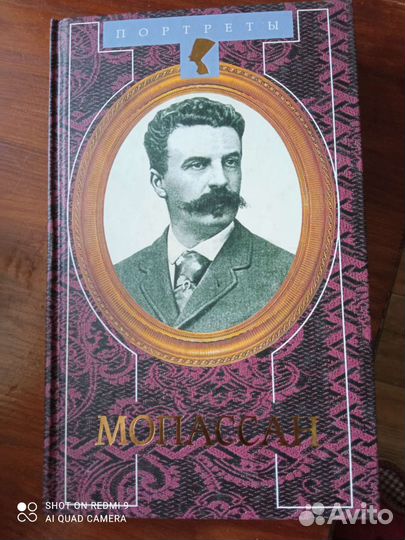 ПОРТРЕТЫ
МОПАССАН
SHOT ON REDMI 9
AI QUAD CAMERA
Avito